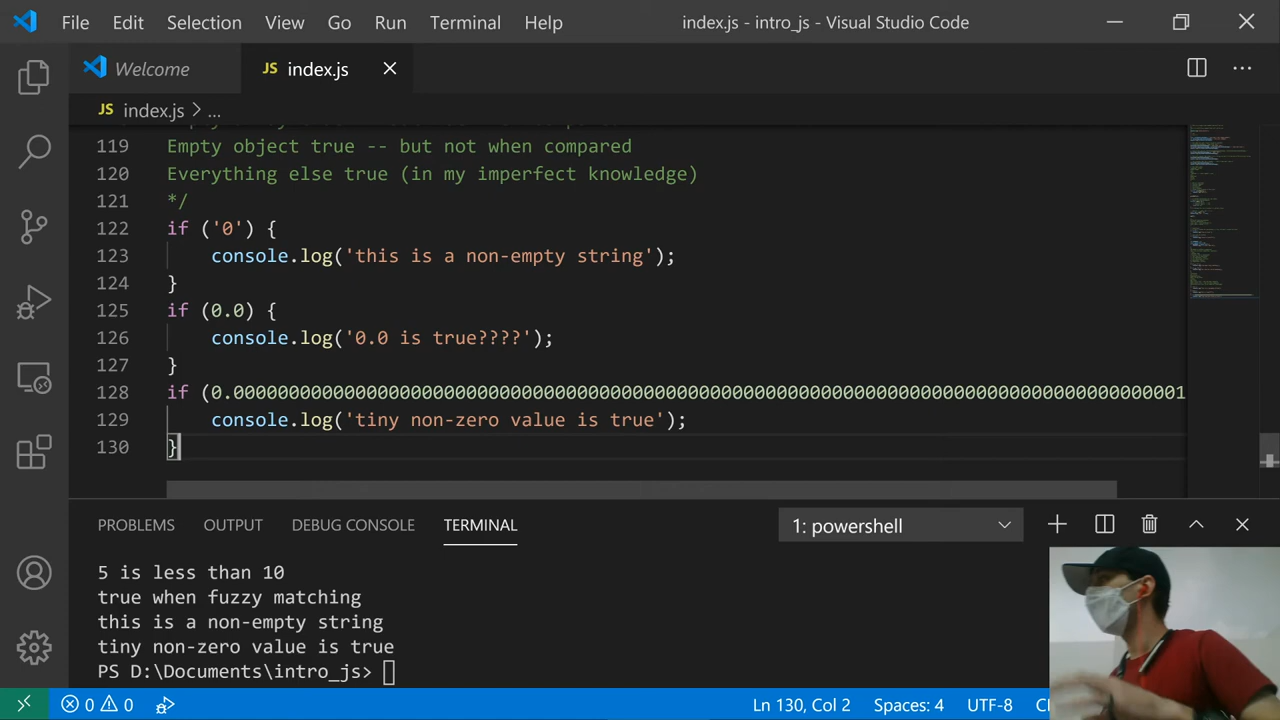 File Edit Selection View Go Run Terminal Help index.js - intro_js - Visual Studio Code
Welcome JS index.js
JS index.js > ...
119 Empty object true -- but not when compared
120 Everything else true (in my imperfect knowledge)
121 */
122 if ('0') {
123 console.log('this is a non-empty string');
124 }
125 if (0.0) {
126 console.log('0.0 is true????');
127 }
128 if (0.000000000000000000000000000000000000000000000000000000000000000000000000000000000000001
129 console.log('tiny non-zero value is true');
130 }
PROBLEMS OUTPUT DEBUG CONSOLE TERMINAL 1: powershell
5 is less than 10
true when fuzzy matching
this is a non-empty string
tiny non-zero value is true
PS D:\Documents\intro_js>
0 0 Ln 130, Col 2 Spaces: 4 UTF-8